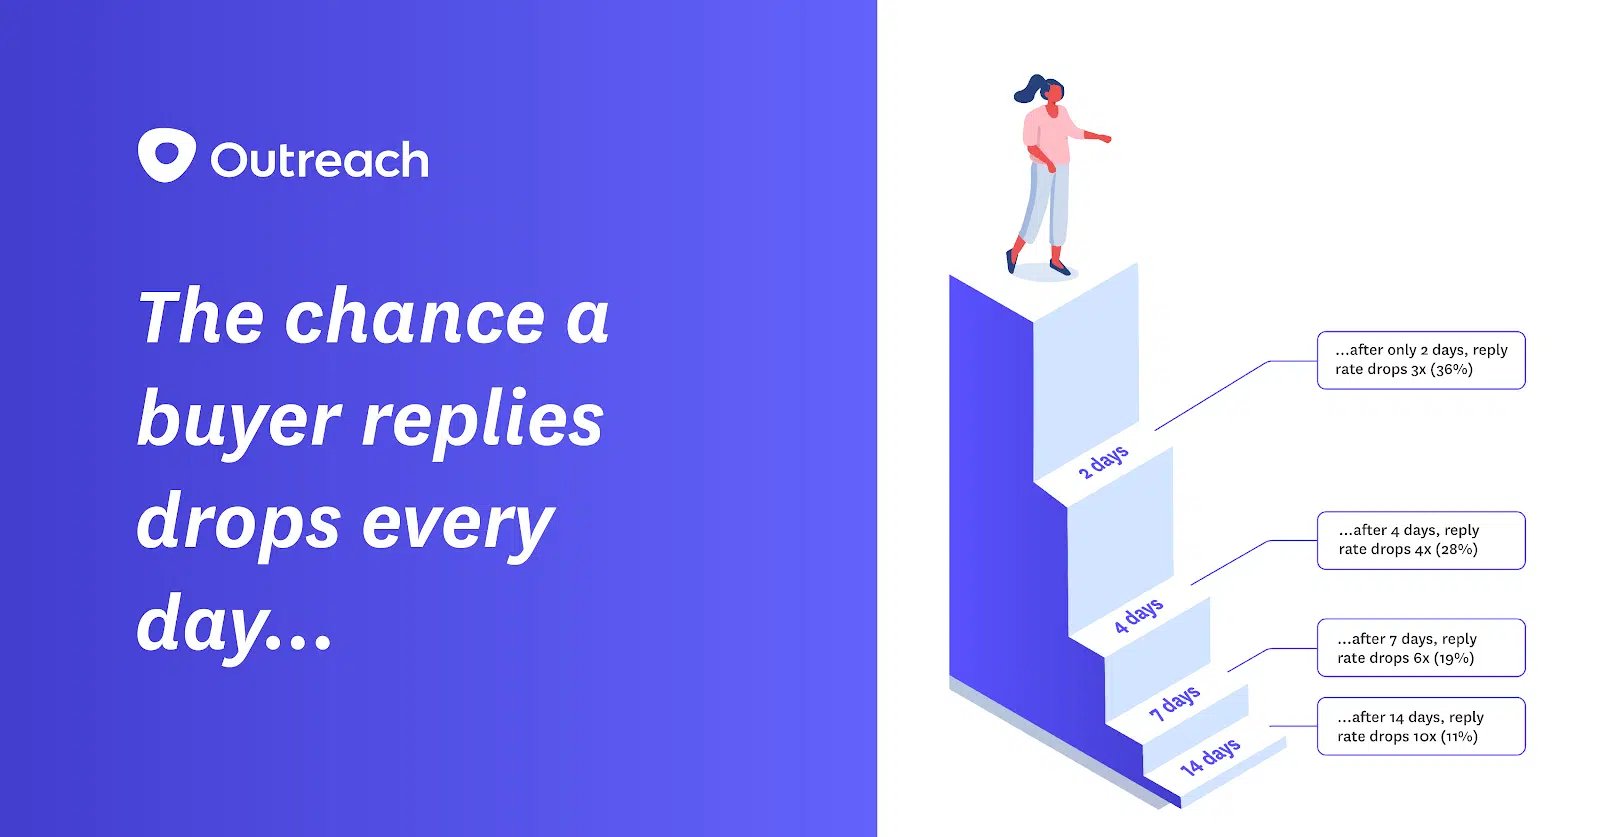 Outreach
The chance a
buyer replies
drops every
day...
...after only 2 days, reply
rate drops 3x (36%)
2 days
...after 4 days, reply
rate drops 4x (28%)
4 days
...after 7 days, reply
rate drops 6x (19%)
7 days
...after 14 days, reply
rate drops 10x (11%)
14 days